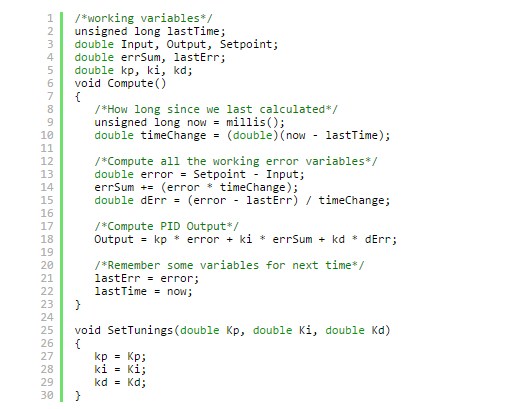 1 /*working variables*/
2 unsigned long lastTime;
3 double Input, Output, Setpoint;
4 double errSum, lastErr;
5 double kp, ki, kd;
6 void Compute()
7 {
8    /*How long since we last calculated*/
9    unsigned long now = millis();
10    double timeChange = (double)(now - lastTime);
11
12    /*Compute all the working error variables*/
13    double error = Setpoint - Input;
14    errSum += (error * timeChange);
15    double dErr = (error - lastErr) / timeChange;
16
17    /*Compute PID Output*/
18    Output = kp * error + ki * errSum + kd * dErr;
19
20    /*Remember some variables for next time*/
21    lastErr = error;
22    lastTime = now;
23 }
24
25 void SetTunings(double Kp, double Ki, double Kd)
26 {
27    kp = Kp;
28    ki = Ki;
29    kd = Kd;
30 }